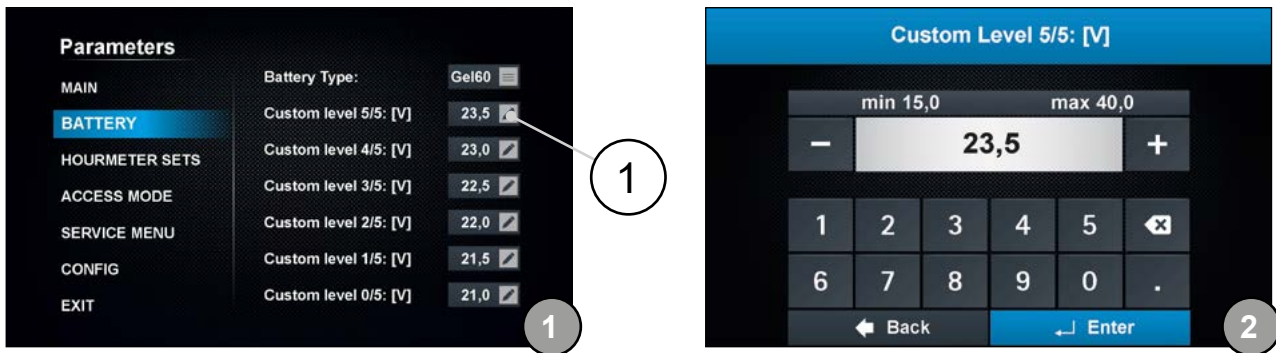 Parameters
MAIN
BATTERY
HOURMETER SETS
ACCESS MODE
SERVICE MENU
CONFIG
EXIT
Battery Type: Gel60
Custom level 5/5: [V] 23,5
Custom level 4/5: [V] 23,0
Custom level 3/5: [V] 22,5
Custom level 2/5: [V] 22,0
Custom level 1/5: [V] 21,5
Custom level 0/5: [V] 21,0
1
1
Custom Level 5/5: [V]
min 15,0 max 40,0
− 23,5 +
1 2 3 4 5
6 7 8 9 0 .
Back Enter
2